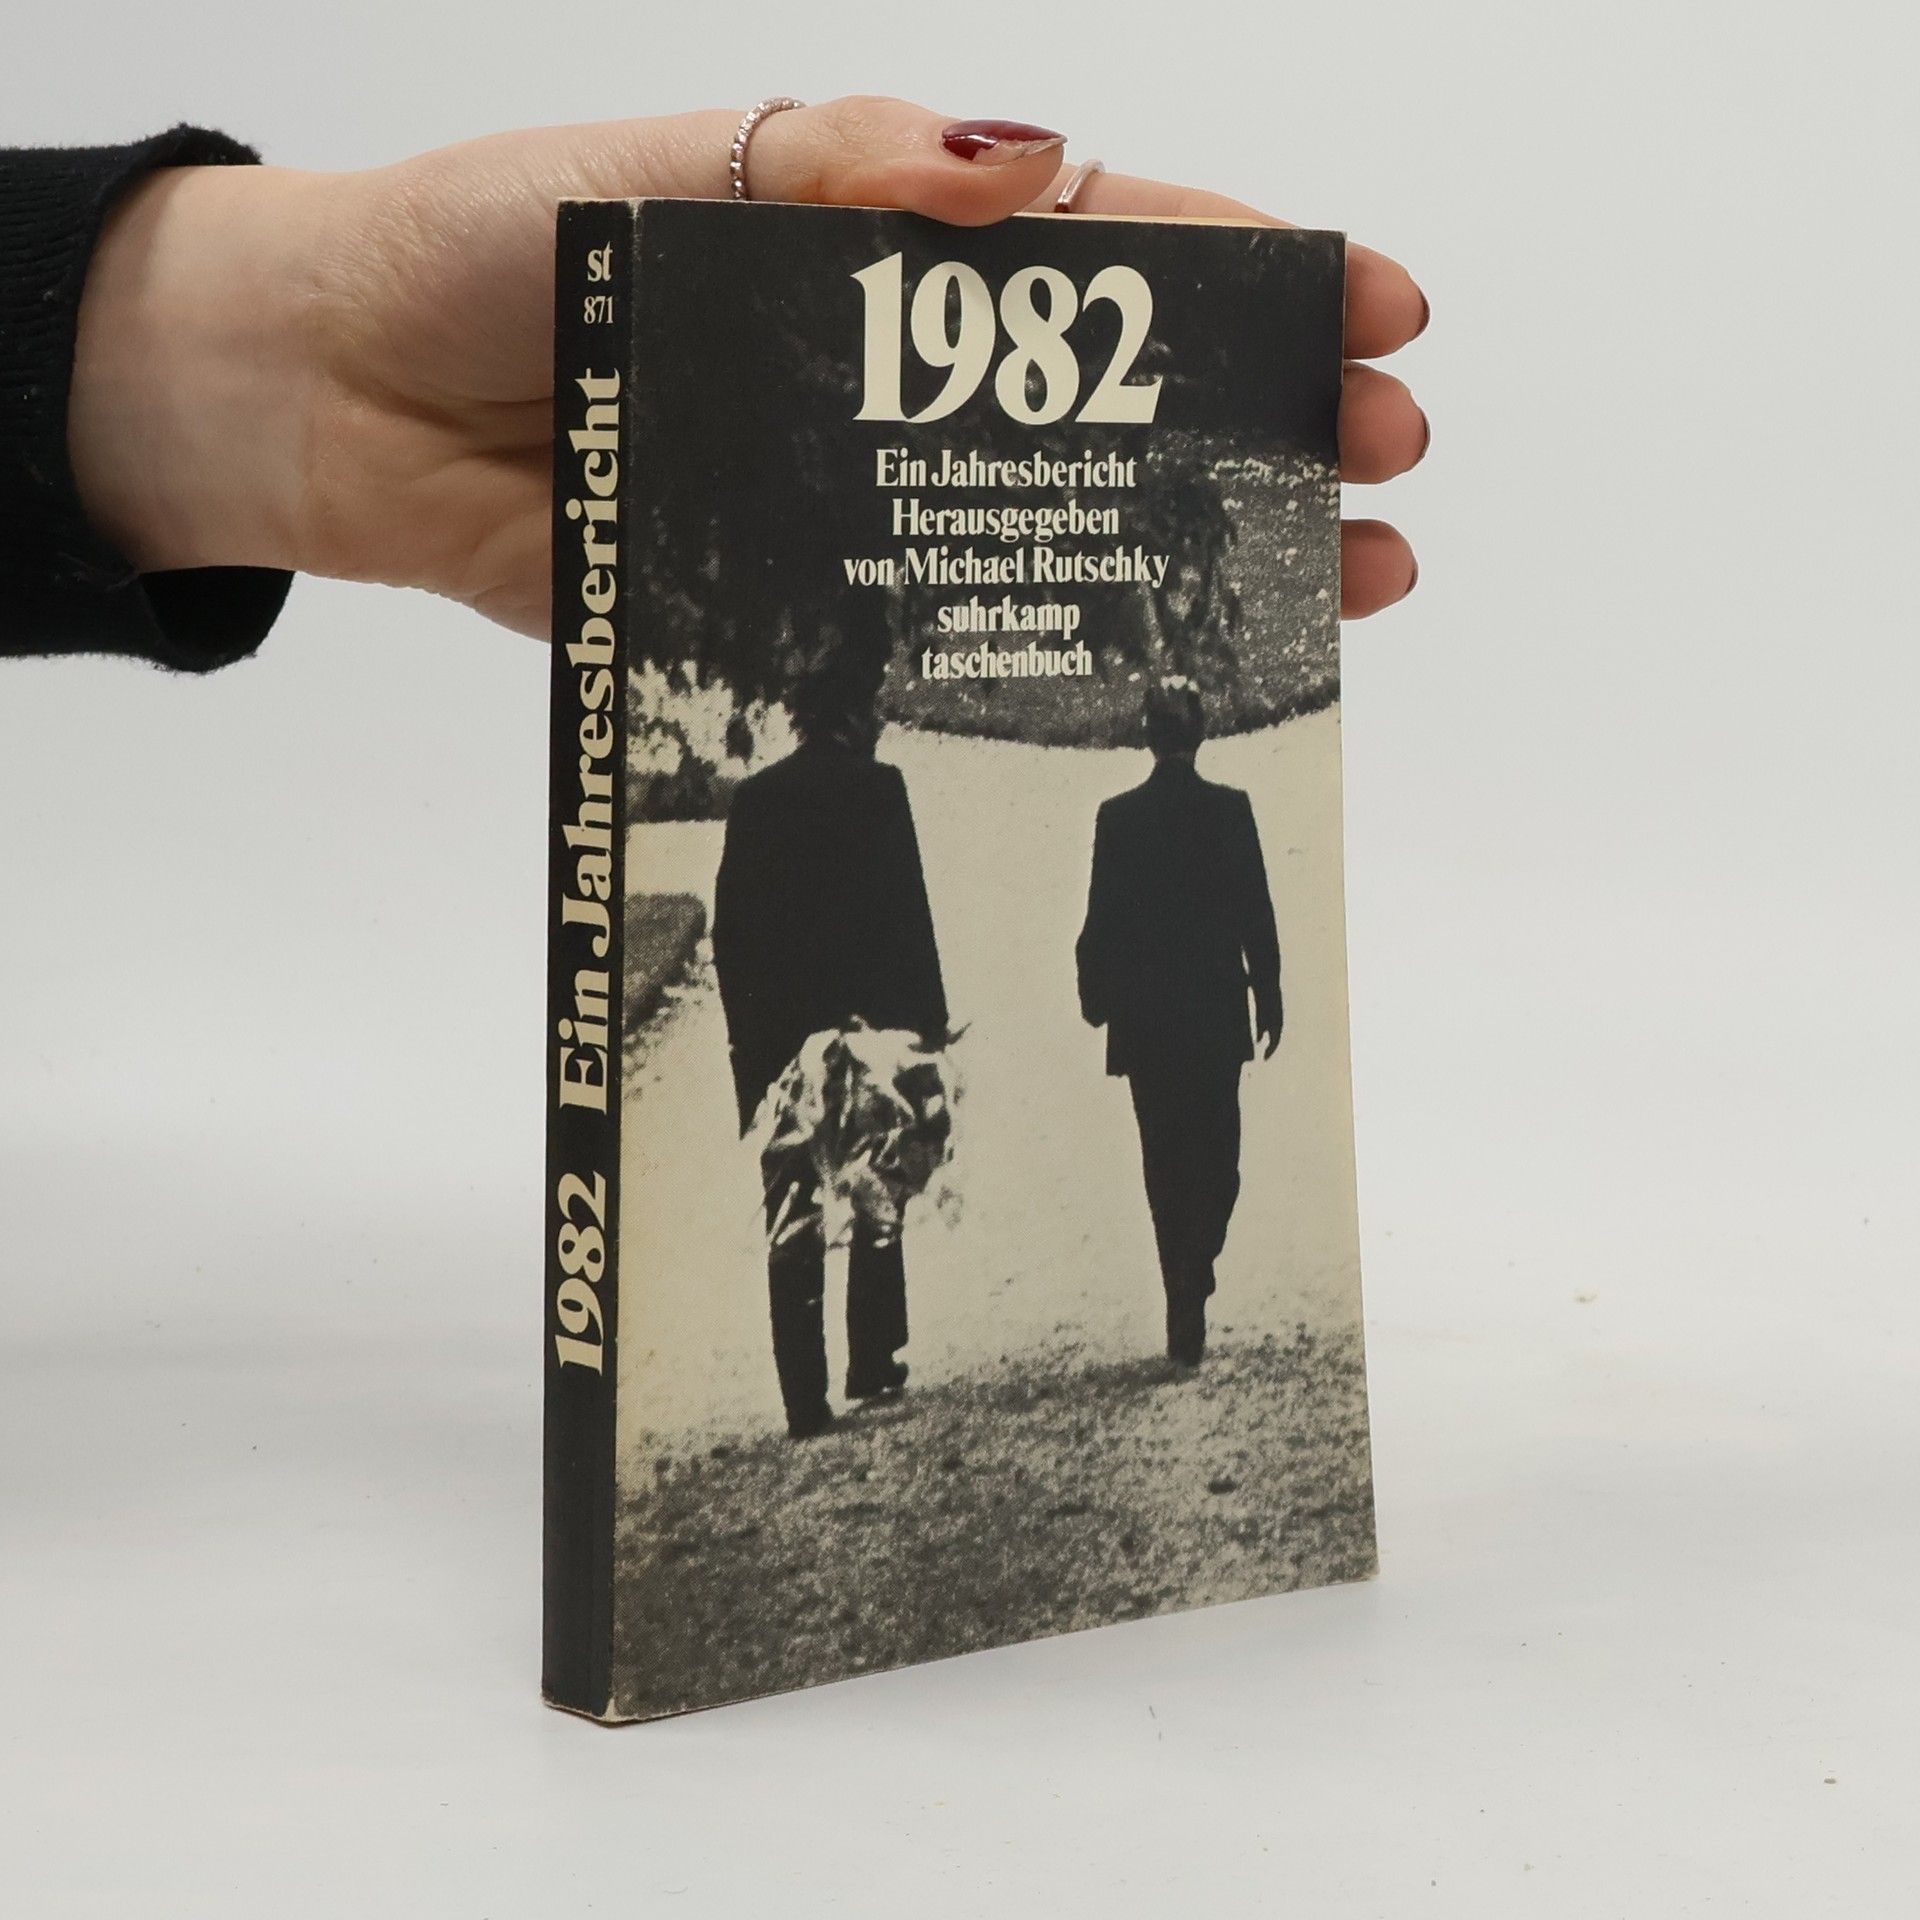 st
871
1982 Ein Jahresbericht
1982
Ein Jahresbericht
Herausgegeben
von Michael Rutschky
suhrkamp
taschenbuch